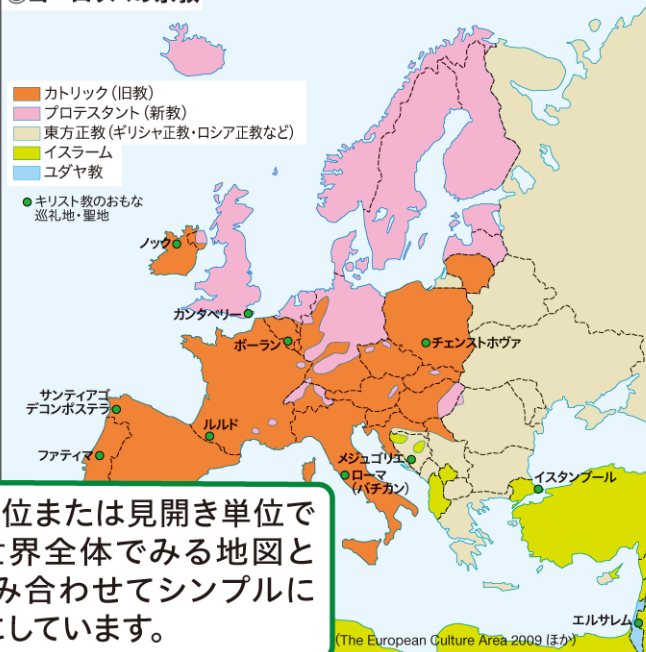 カトリック（旧教）
プロテスタント（新教）
東方正教（ギリシャ正教・ロシア正教など）
イスラーム
ユダヤ教
キリスト教のおもな
巡礼地・聖地
ノック
カンタベリー
ボーラン
チェンストホヴァ
サンティアゴ
デコンポステラ
ルルド
ファティマ
メジュゴリエ
ローマ
（バチカン）
イスタンブール
位または見開き単位で
世界全体でみる地図と
み合わせてシンプルに
にしています。
エルサレム
(The European Culture Area 2009 ほか)